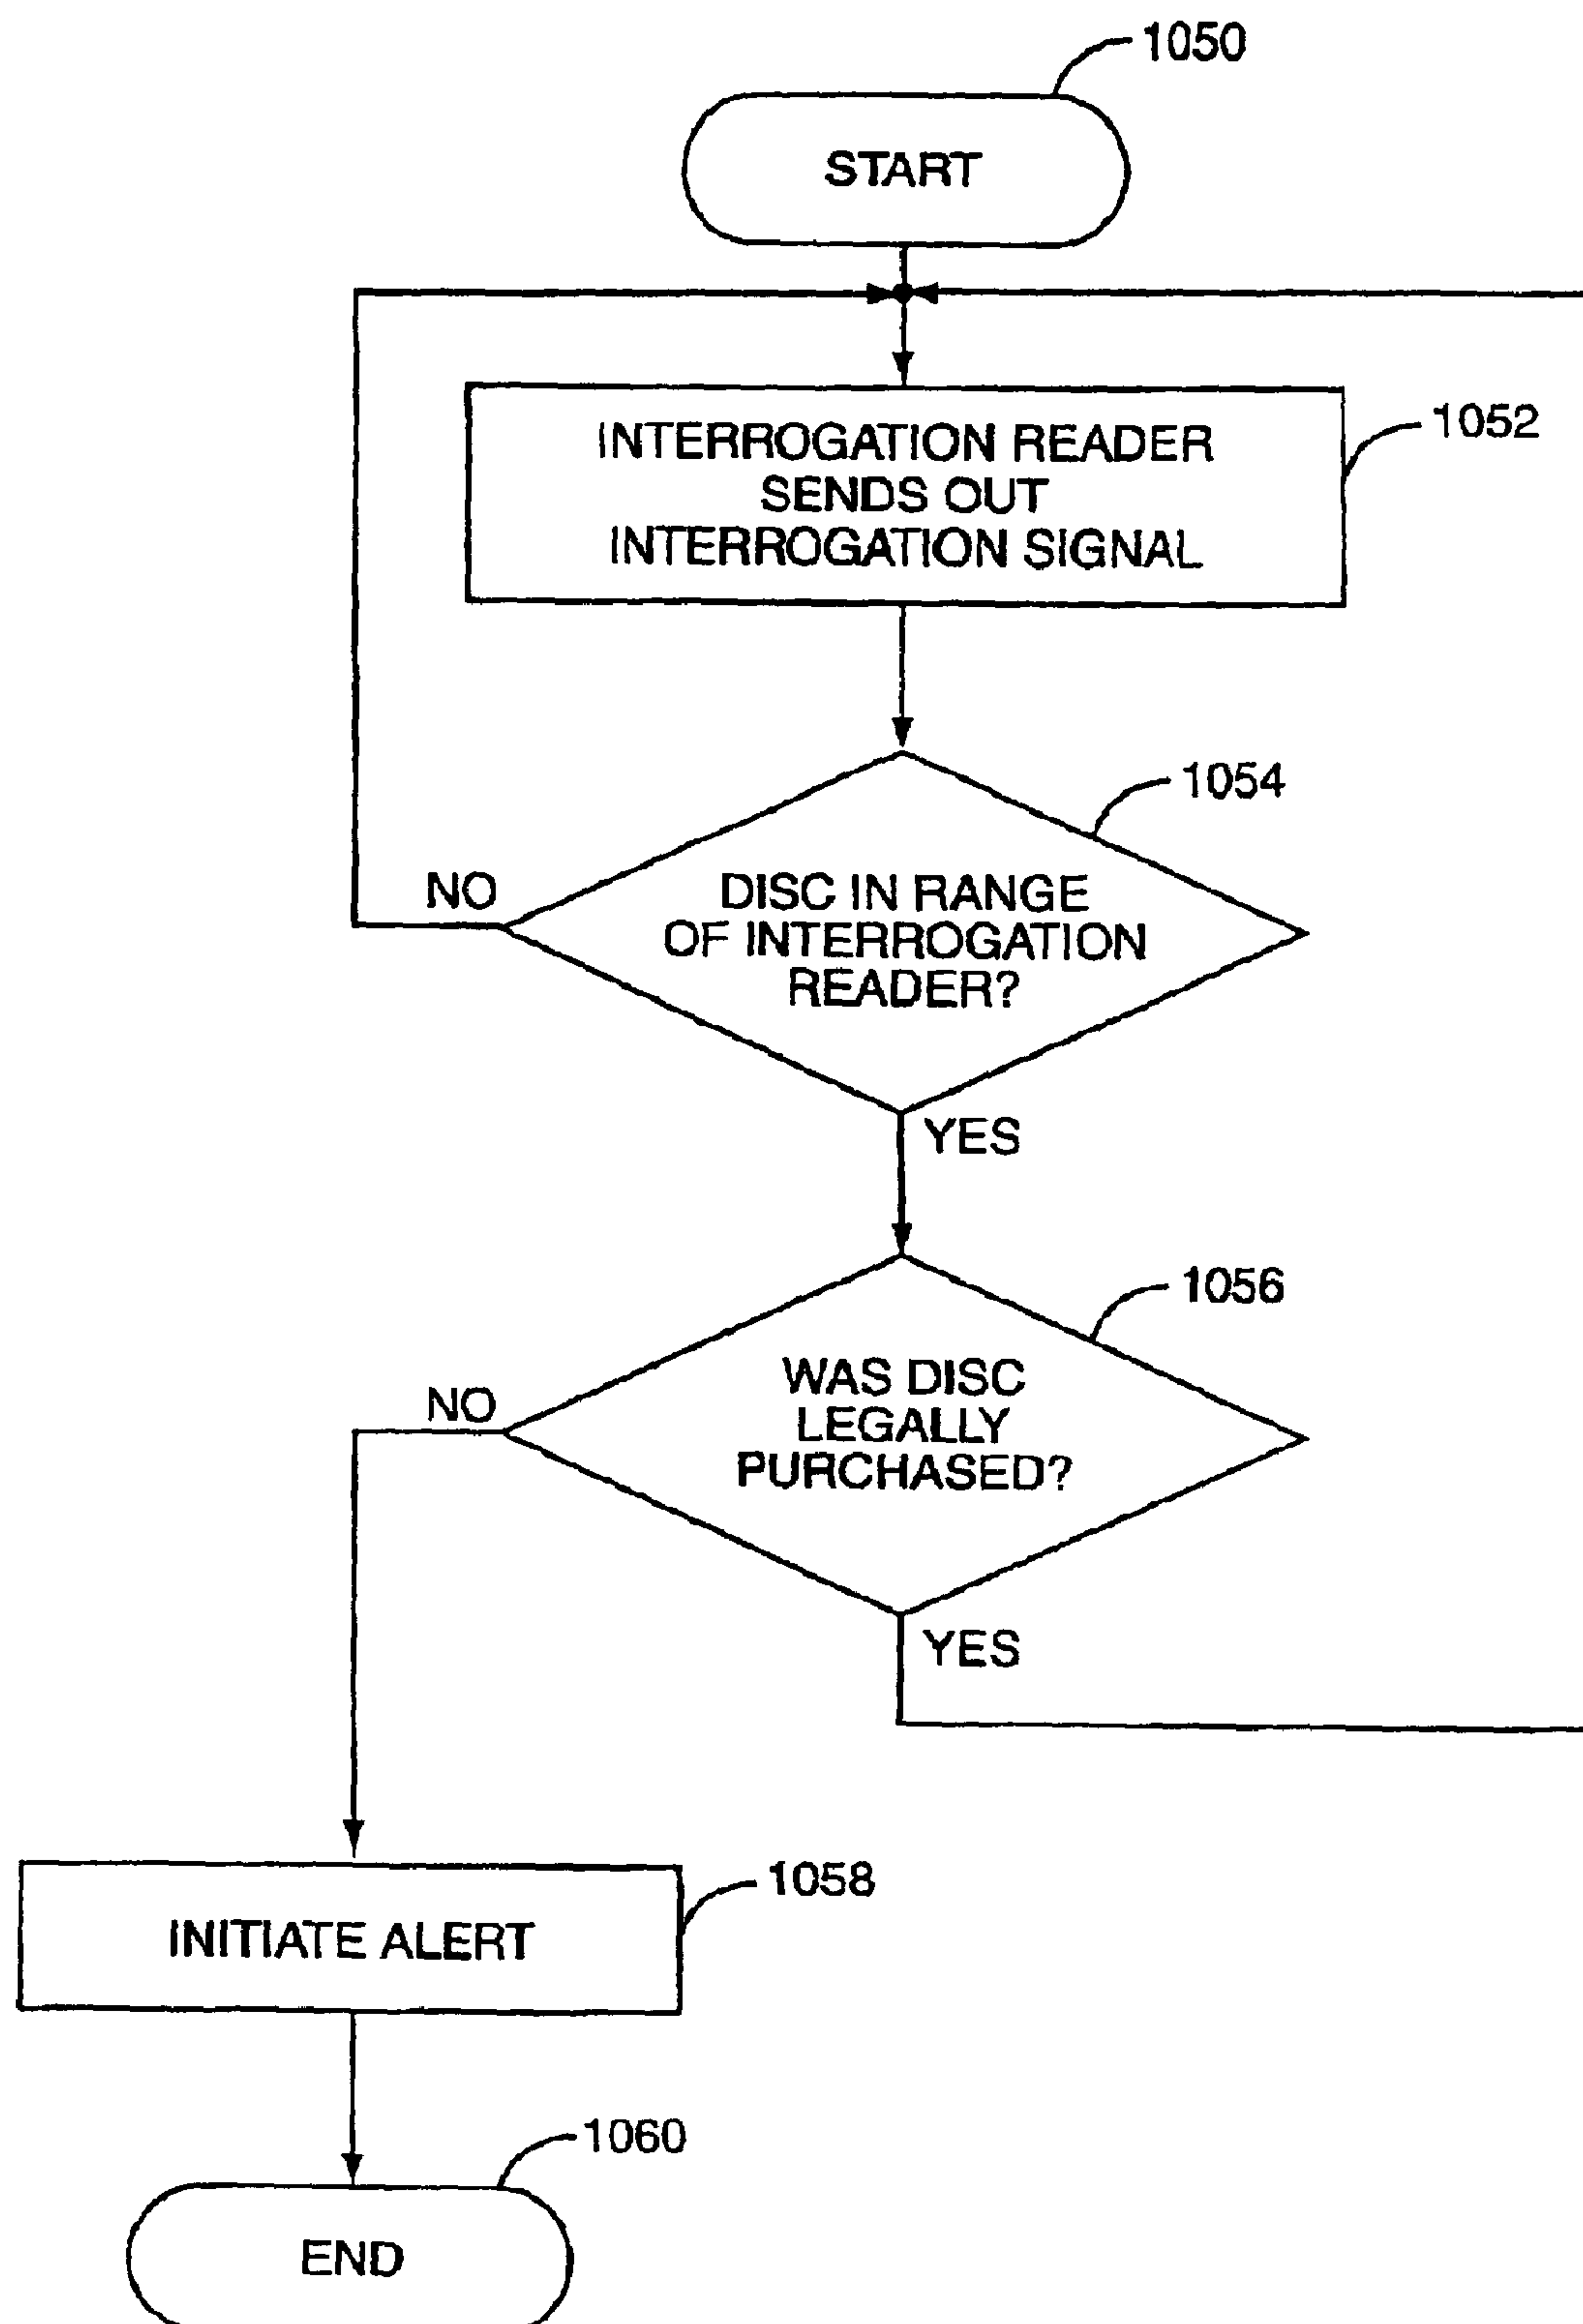 1050
START
INTERROGATION READER
SENDS OUT
INTERROGATION SIGNAL
1052
1054
DISC IN RANGE
OF INTERROGATION
READER?
NO
YES
1056
WAS DISC
LEGALLY
PURCHASED?
NO
YES
1058
INITIATE ALERT
1060
END